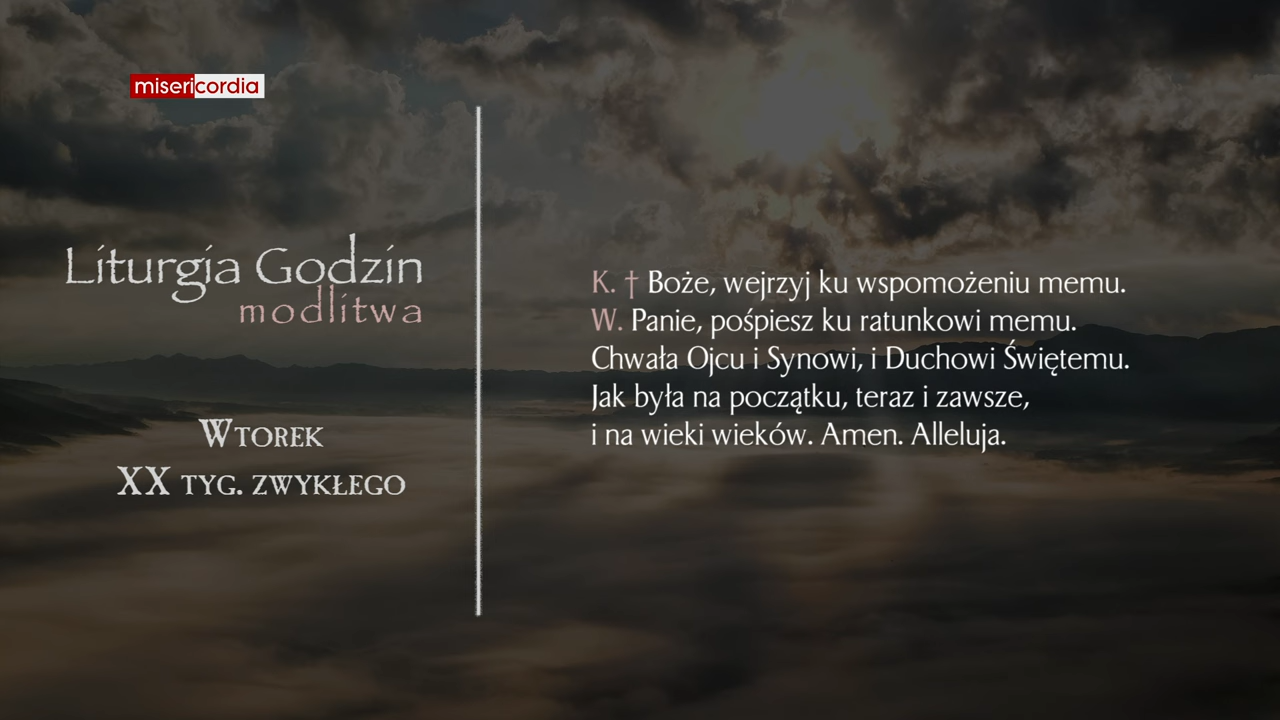 misericordia
Liturgia Godzin
modlitwa
Wtorek
XX tyg. zwykłego
K. † Boże, wejrzyj ku wspomożeniu memu.
W. Panie, pośpiesz ku ratunkowi memu.
Chwała Ojcu i Synowi, i Duchowi Świętemu.
Jak była na początku, teraz i zawsze,
i na wieki wieków. Amen. Alleluja.